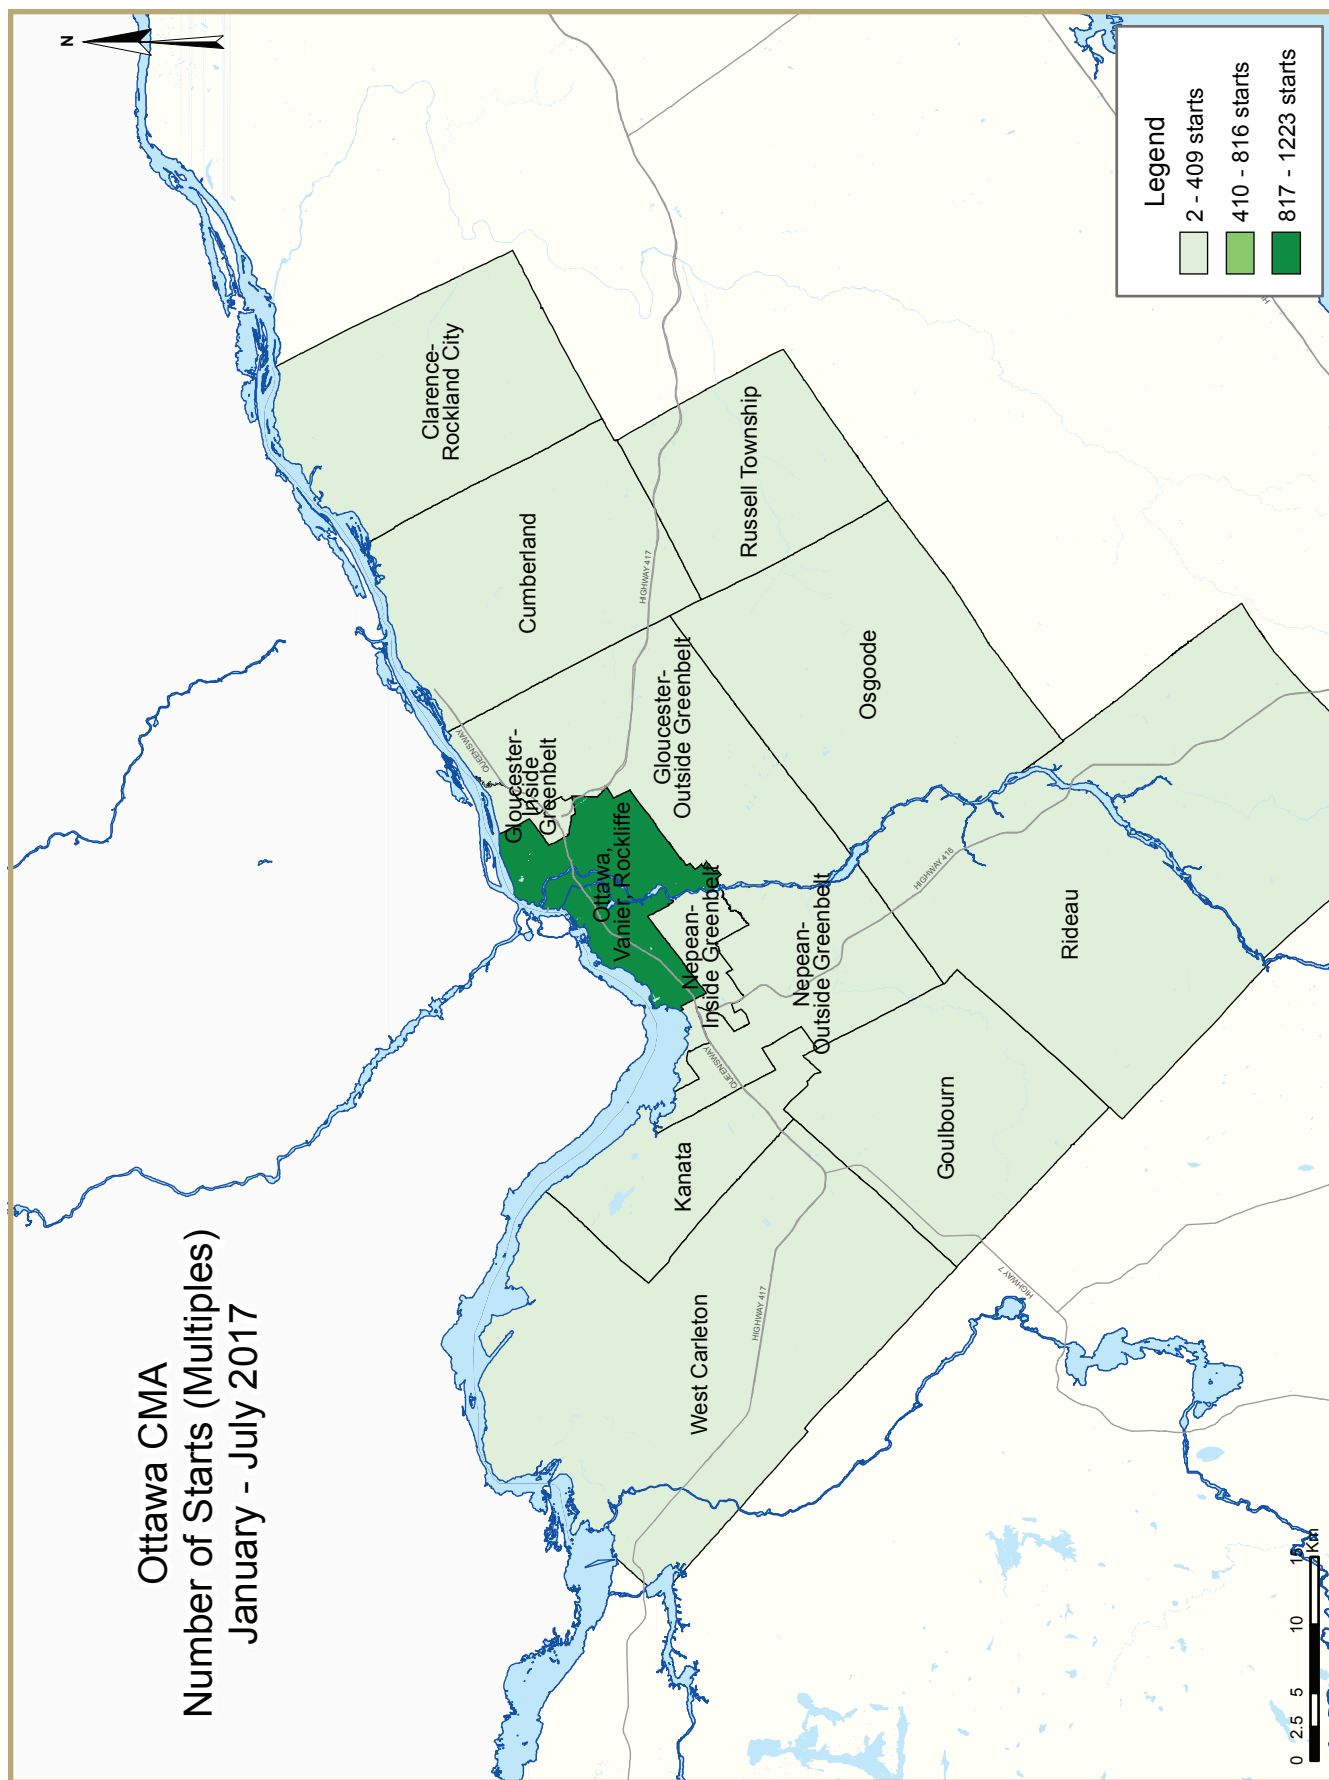 Ottawa CMA
Number of Starts (Multiples)
January - July 2017
N
Legend
2 - 409 starts
410 - 816 starts
817 - 1223 starts
Clarence-
Rockland City
Cumberland
Russell Township
HIGHWAY 417
QUEENSWAY
Gloucester-
Inside
Greenbelt
Gloucester-
Outside Greenbelt
Osgoode
Ottawa,
Vanier, Rockliffe
Nepean-
Inside Greenbelt
Nepean-
Outside Greenbelt
HIGHWAY 416
Rideau
QUEENSWAY
Kanata
Goulbourn
West Carleton
HIGHWAY 417
HIGHWAY 7
H
0 2.5 5 10 15
Km